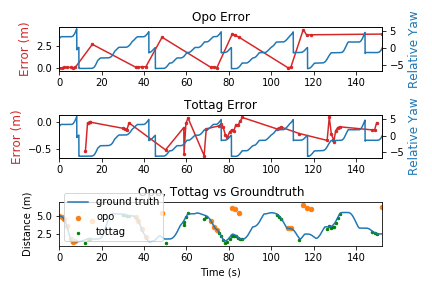 Opo Error
Error (m)
2.5
0.0
5
0
−5
Relative Yaw
0 20 40 60 80 100 120 140
Tottag Error
Error (m)
0.0
−0.5
5
0
−5
Relative Yaw
0 20 40 60 80 100 120 140
Opo, Tottag vs Groundtruth
Distance (m)
5.0
2.5
ground truth
opo
tottag
0 20 40 60 80 100 120 140
Time (s)